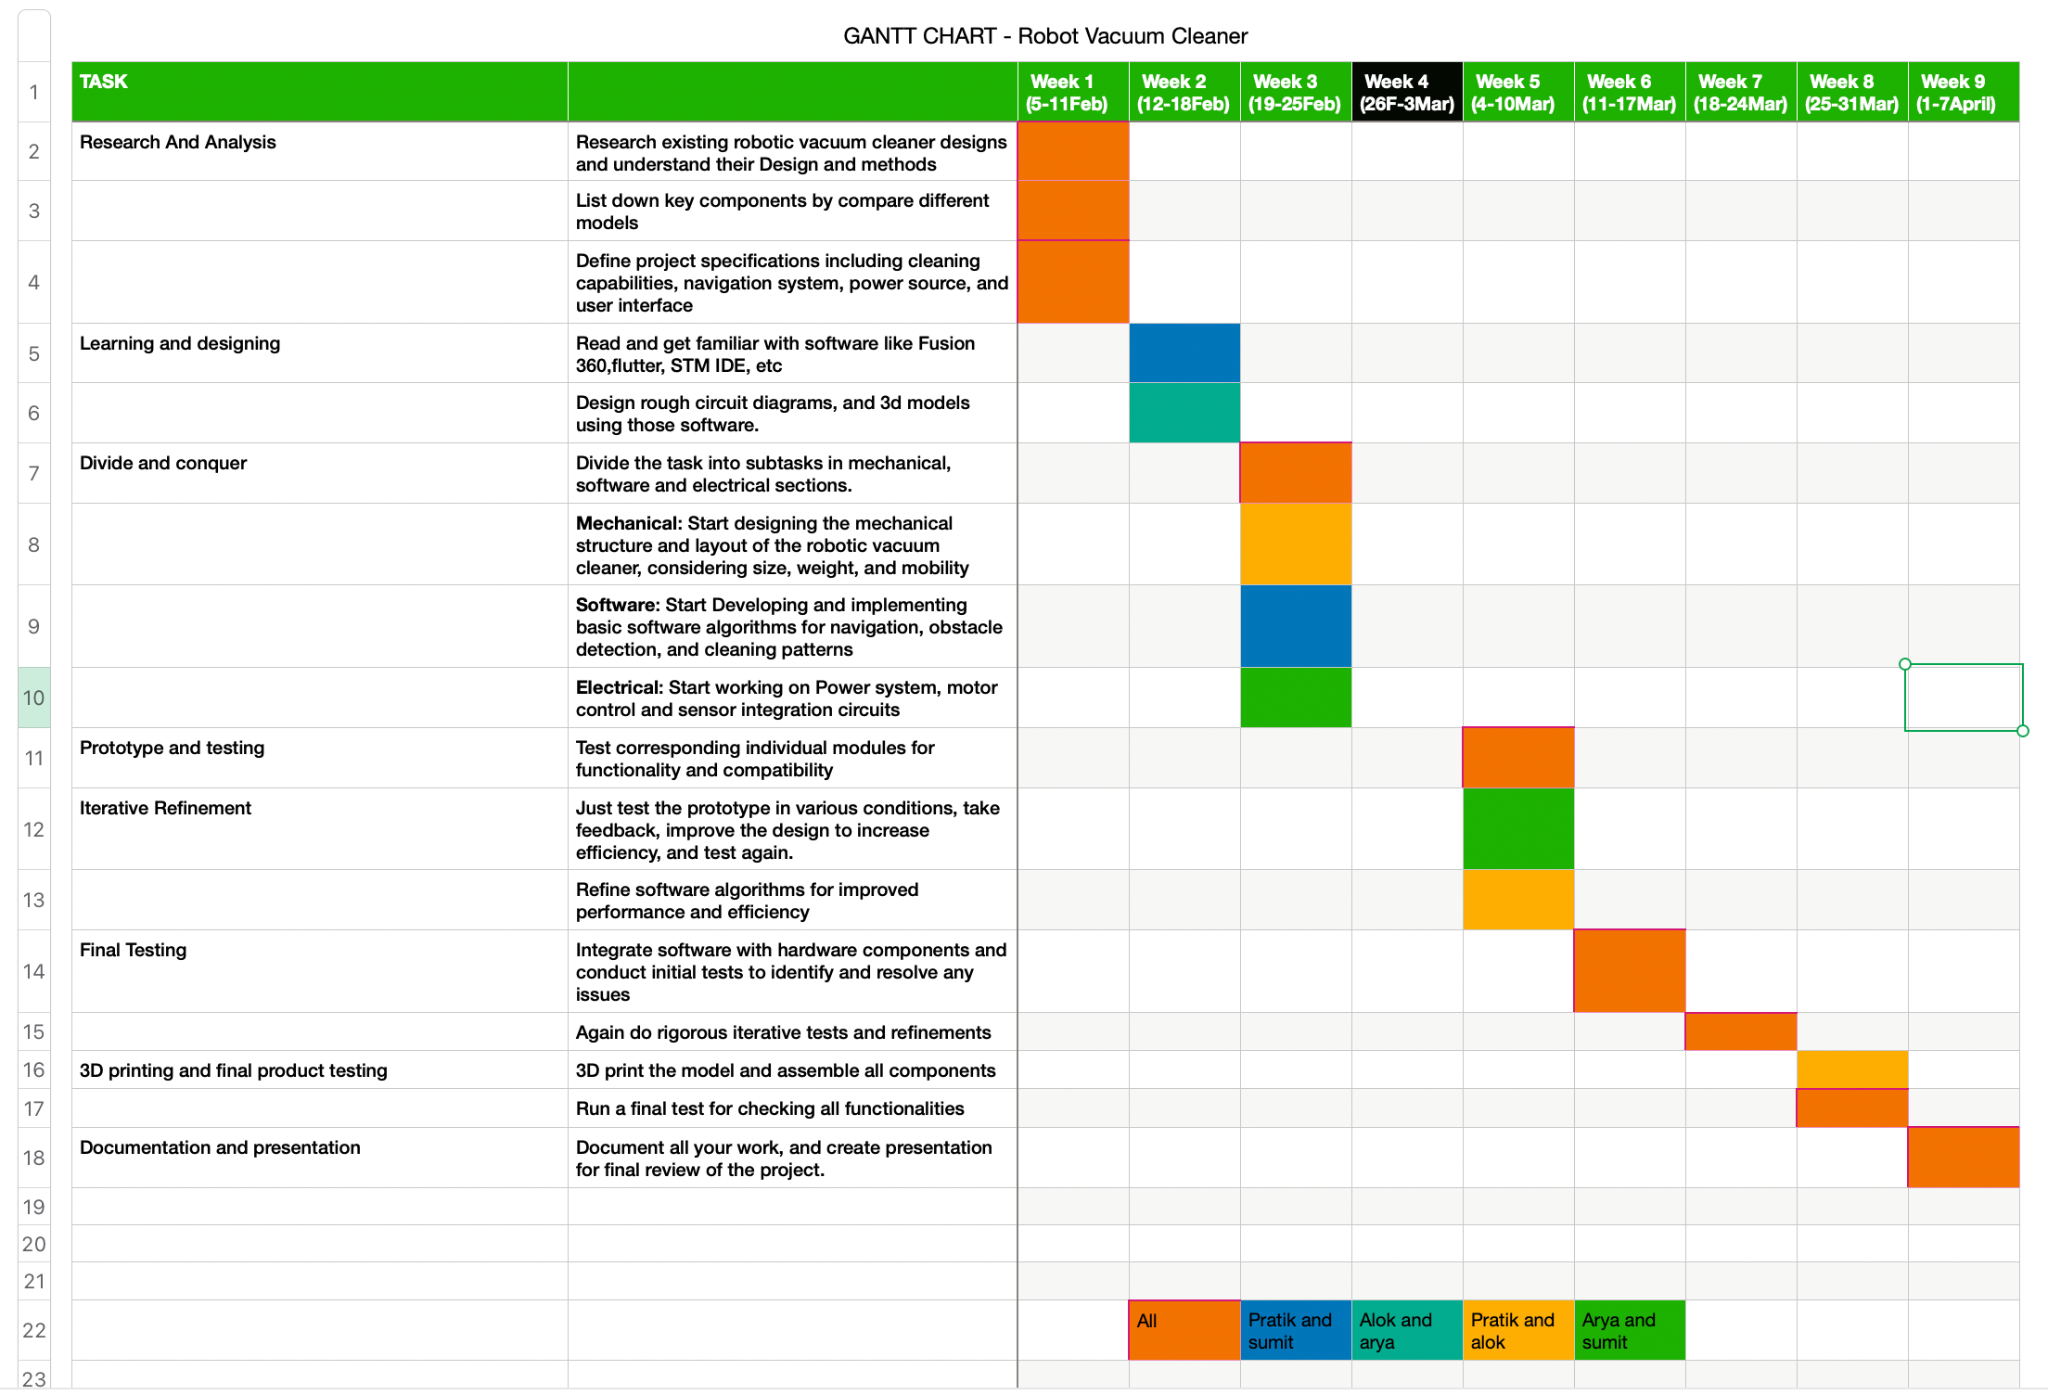 GANTT CHART - Robot Vacuum Cleaner
1
TASK
Week 1
(5-11Feb)
Week 2
(12-18Feb)
Week 3
(19-25Feb)
Week 4
(26F-3Mar)
Week 5
(4-10Mar)
Week 6
(11-17Mar)
Week 7
(18-24Mar)
Week 8
(25-31Mar)
Week 9
(1-7April)
2
Research And Analysis
Research existing robotic vacuum cleaner designs
and understand their Design and methods
3
List down key components by compare different
models
4
Define project specifications including cleaning
capabilities, navigation system, power source, and
user interface
5
Learning and designing
Read and get familiar with software like Fusion
360,flutter, STM IDE, etc
6
Design rough circuit diagrams, and 3d models
using those software.
7
Divide and conquer
Divide the task into subtasks in mechanical,
software and electrical sections.
8
Mechanical: Start designing the mechanical
structure and layout of the robotic vacuum
cleaner, considering size, weight, and mobility
9
Software: Start Developing and implementing
basic software algorithms for navigation, obstacle
detection, and cleaning patterns
10
Electrical: Start working on Power system, motor
control and sensor integration circuits
11
Prototype and testing
Test corresponding individual modules for
functionality and compatibility
12
Iterative Refinement
Just test the prototype in various conditions, take
feedback, improve the design to increase
efficiency, and test again.
13
Refine software algorithms for improved
performance and efficiency
14
Final Testing
Integrate software with hardware components and
conduct initial tests to identify and resolve any
issues
15
Again do rigorous iterative tests and refinements
16
3D printing and final product testing
3D print the model and assemble all components
17
Run a final test for checking all functionalities
18
Documentation and presentation
Document all your work, and create presentation
for final review of the project.
19
20
21
22
All
Pratik and
sumit
Alok and
arya
Pratik and
alok
Arya and
sumit
23